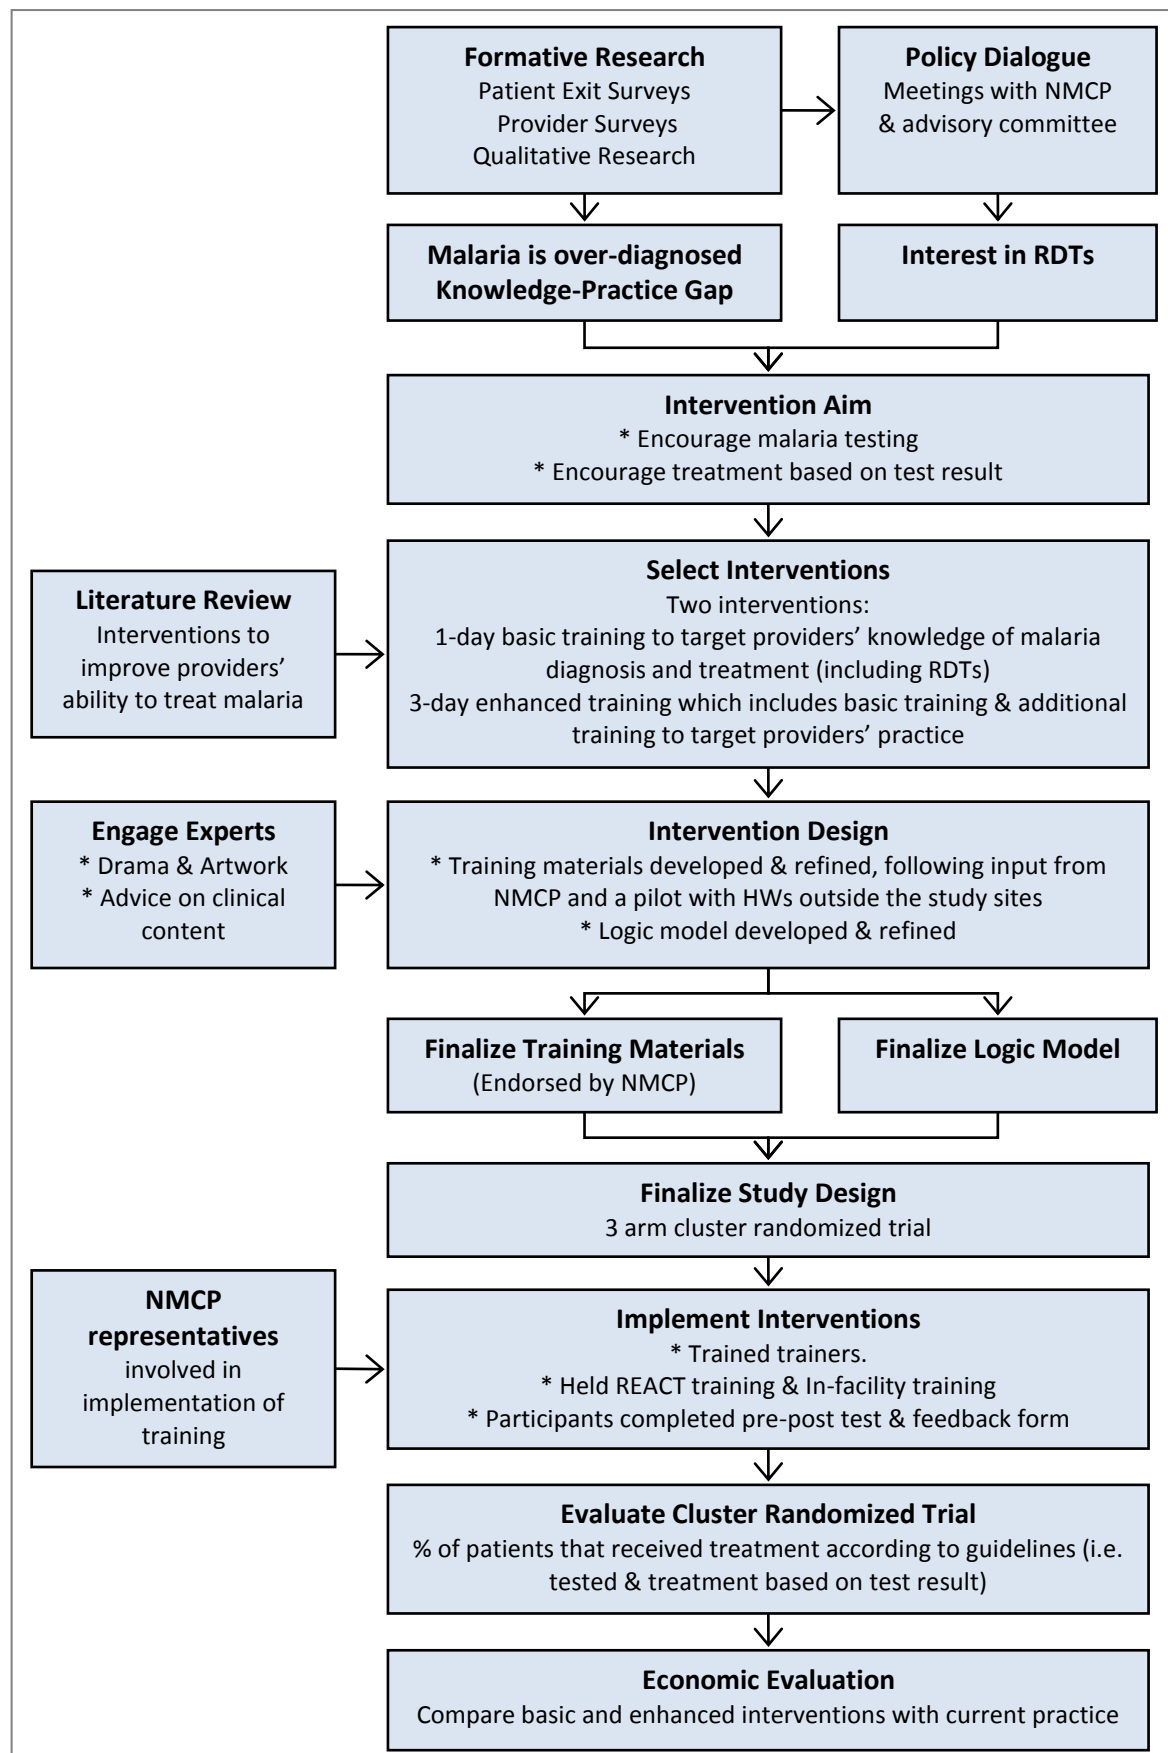 Formative Research
Patient Exit Surveys
Provider Surveys
Qualitative Research
Policy Dialogue
Meetings with NMCP
& advisory committee
Malaria is over-diagnosed
Knowledge-Practice Gap
Interest in RDTs
Intervention Aim
* Encourage malaria testing
* Encourage treatment based on test result
Literature Review
Interventions to
improve providers’
ability to treat malaria
Select Interventions
Two interventions:
1-day basic training to target providers’ knowledge of malaria
diagnosis and treatment (including RDTs)
3-day enhanced training which includes basic training & additional
training to target providers’ practice
Engage Experts
* Drama & Artwork
* Advice on clinical
content
Intervention Design
* Training materials developed & refined, following input from
NMCP and a pilot with HWs outside the study sites
* Logic model developed & refined
Finalize Training Materials
(Endorsed by NMCP)
Finalize Logic Model
Finalize Study Design
3 arm cluster randomized trial
NMCP
representatives
involved in
implementation of
training
Implement Interventions
* Trained trainers.
* Held REACT training & In-facility training
* Participants completed pre-post test & feedback form
Evaluate Cluster Randomized Trial
% of patients that received treatment according to guidelines (i.e.
tested & treatment based on test result)
Economic Evaluation
Compare basic and enhanced interventions with current practice